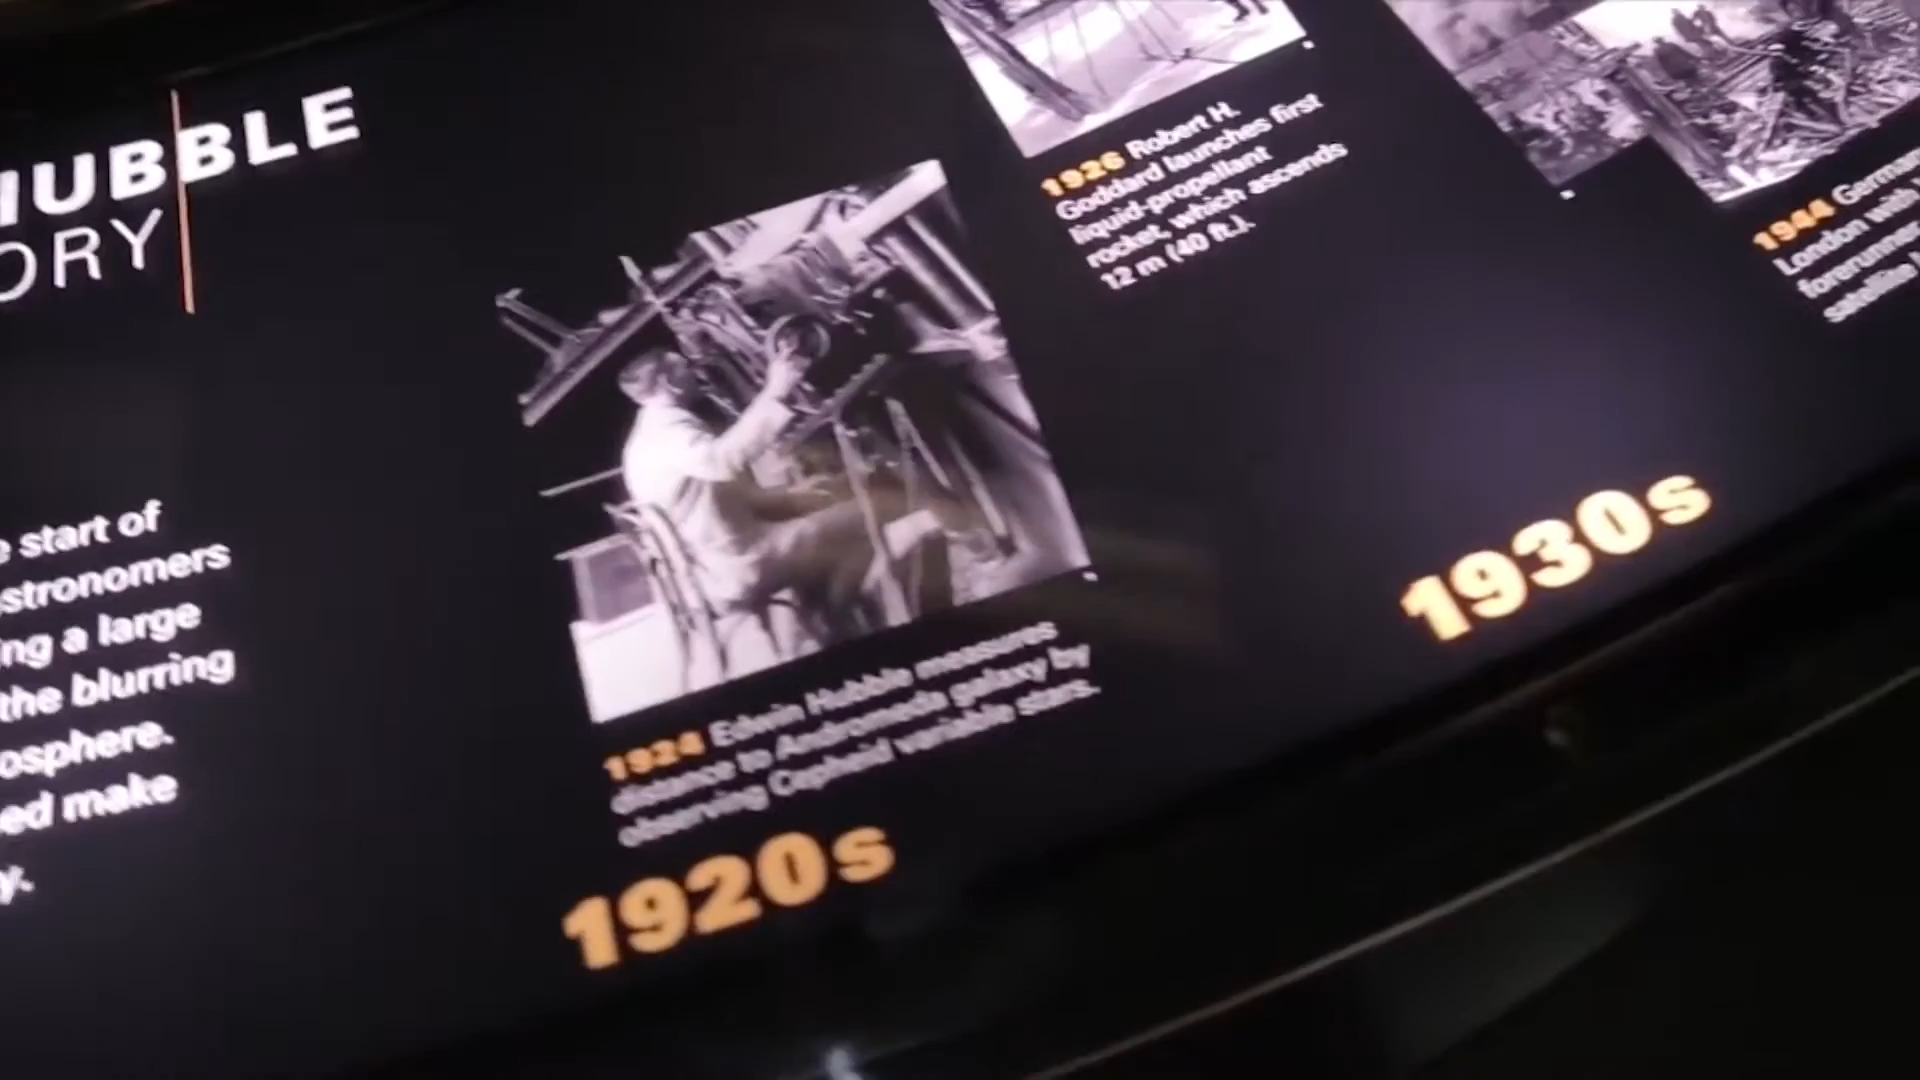 HUBBLE
ORY
start of
stronomers
ng a large
the blurring
osphere.
ed make
y.
1924 Edwin Hubble measures
distance to Andromeda galaxy by
observing Cepheid variable stars.
1920s
1926 Robert H.
Goddard launches first
liquid-propellant
rocket, which ascends
12 m (40 ft.).
1930s
1944 German
London with
forerunner
satellite